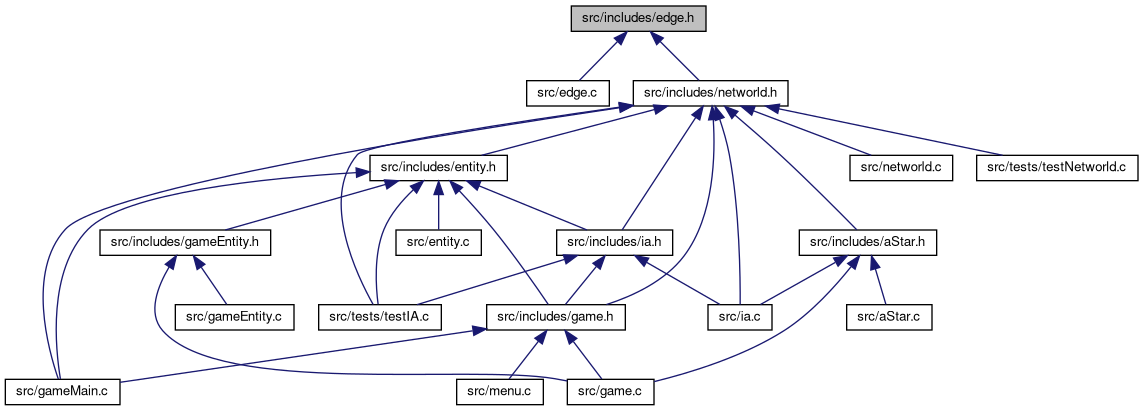 src/includes/edge.h
src/edge.c
src/includes/networld.h
src/includes/entity.h
src/networld.c
src/tests/testNetworld.c
src/includes/gameEntity.h
src/entity.c
src/includes/ia.h
src/includes/aStar.h
src/gameEntity.c
src/tests/testIA.c
src/includes/game.h
src/ia.c
src/aStar.c
src/gameMain.c
src/menu.c
src/game.c